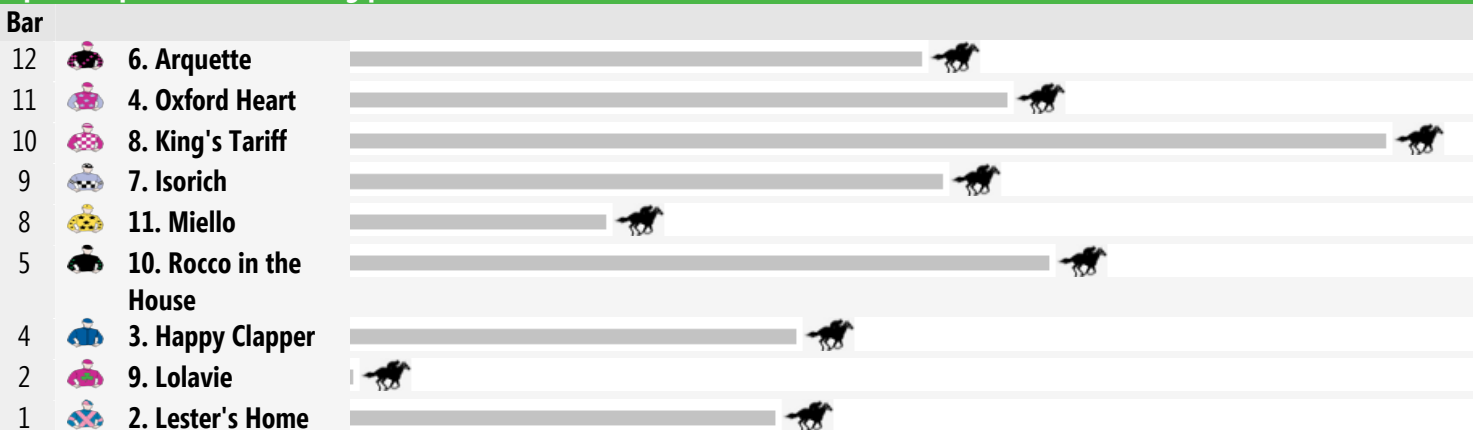 Bar
12 6. Arquette
11 4. Oxford Heart
10 8. King's Tariff
9 7. Isorich
8 11. Miello
5 10. Rocco in the
House
4 3. Happy Clapper
2 9. Lolavie
1 2. Lester's Home